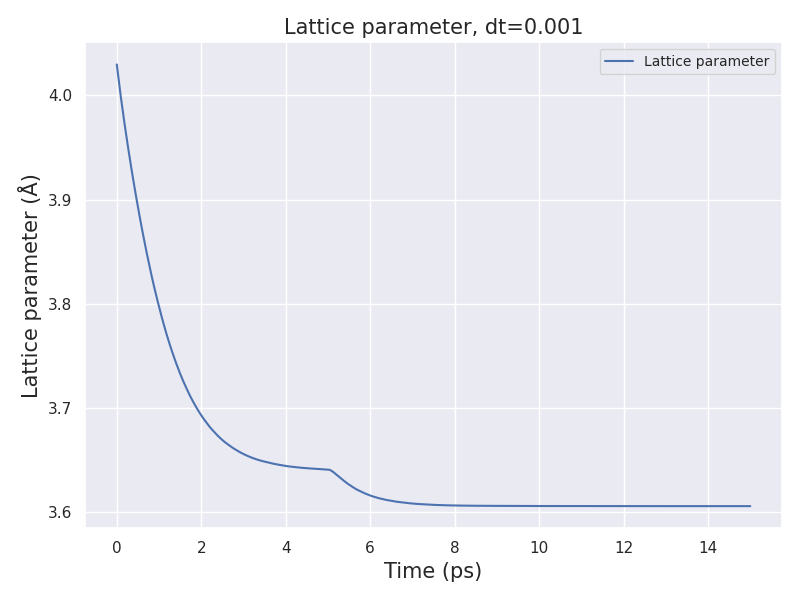 Lattice parameter, dt=0.001
Lattice parameter
Lattice parameter (Å)
4.0
3.9
3.8
3.7
3.6
0 2 4 6 8 10 12 14
Time (ps)